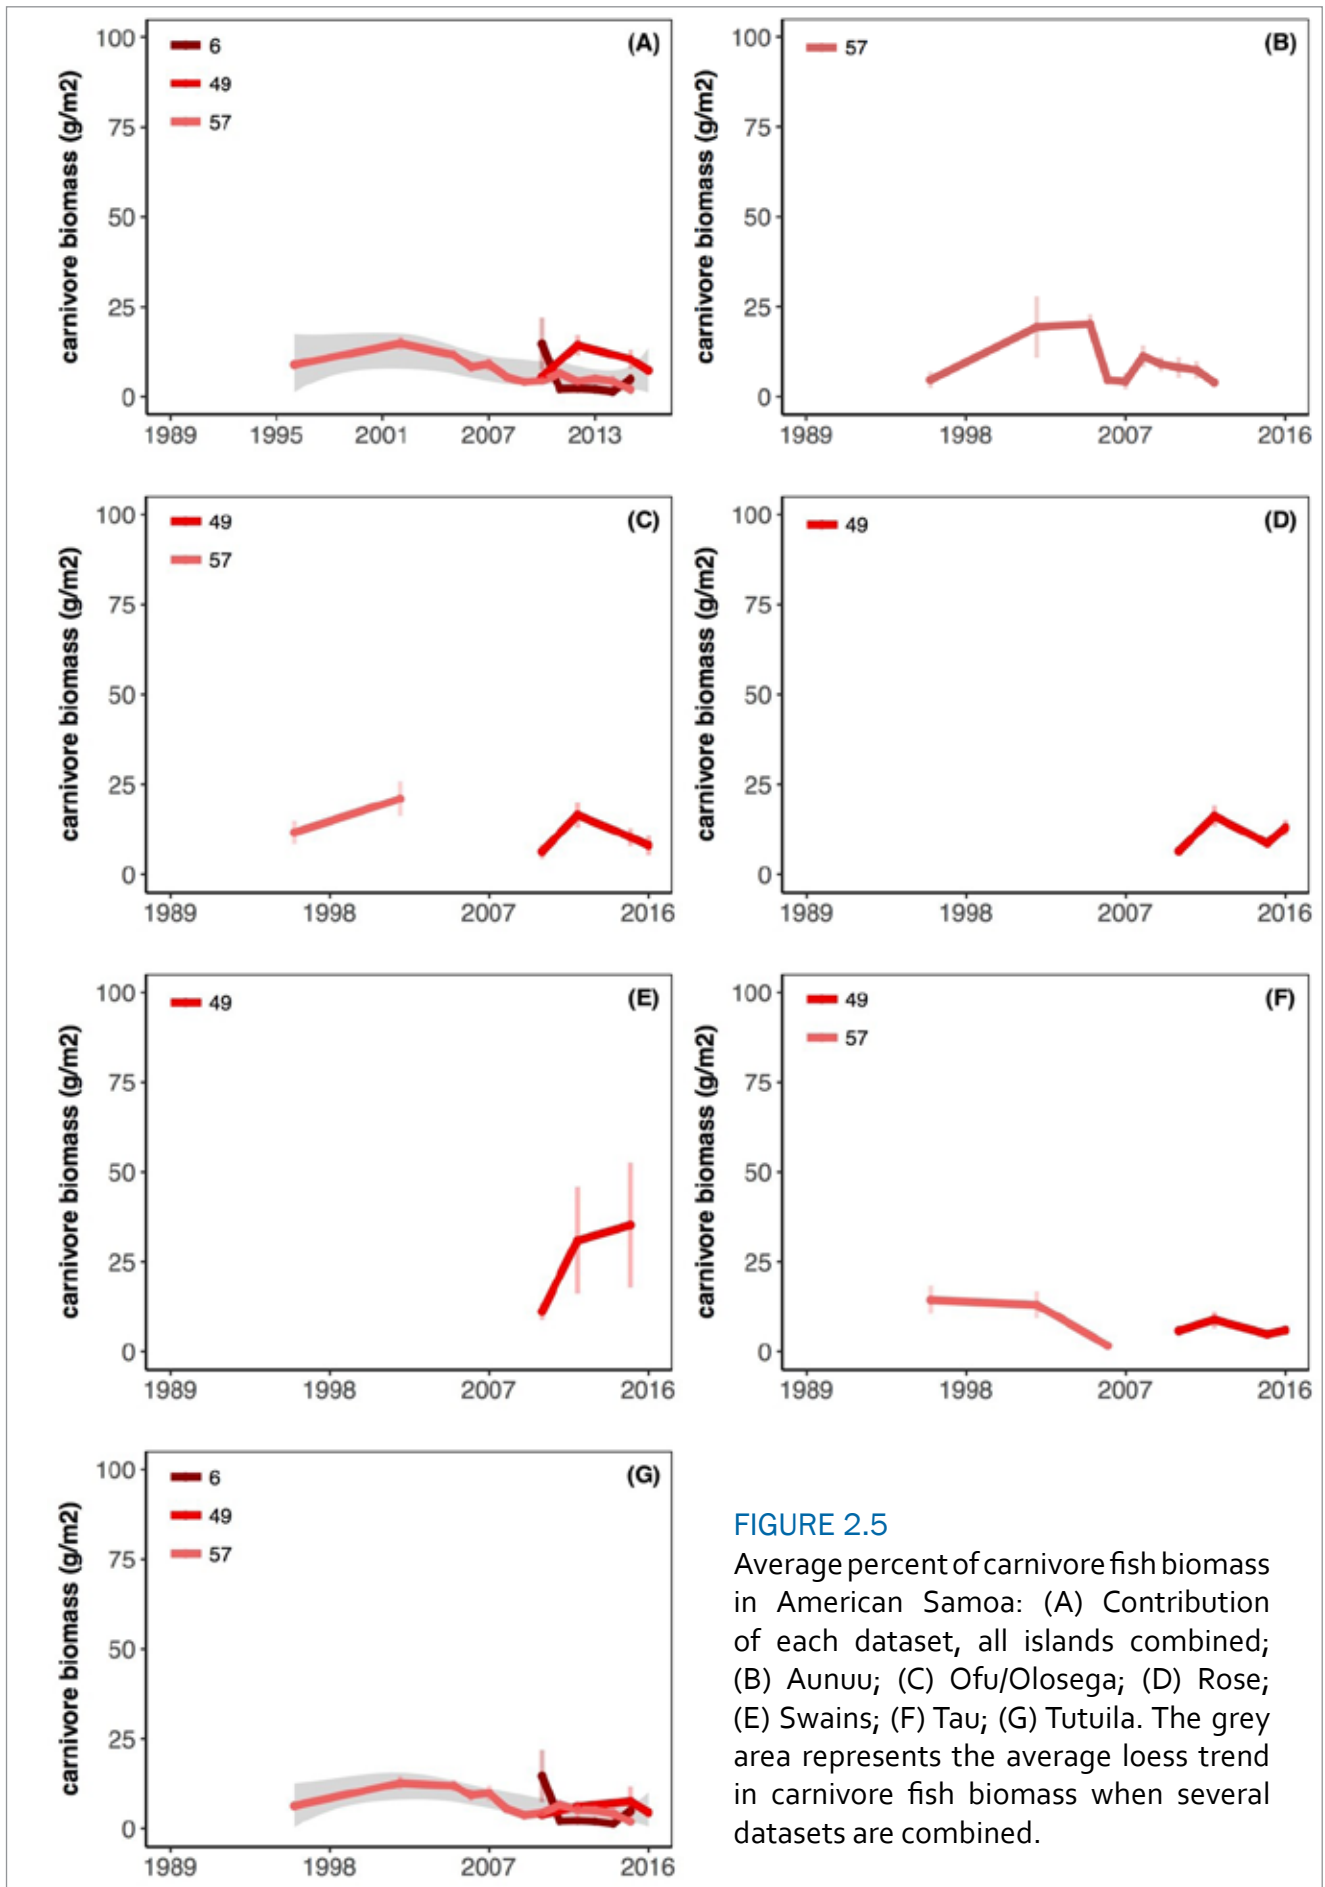 carnivore biomass (g/m2)
100
75
50
25
0
6
49
57
(A)
1989 1995 2001 2007 2013
carnivore biomass (g/m2)
100
75
50
25
0
57
(B)
1989 1998 2007 2016
carnivore biomass (g/m2)
100
75
50
25
0
49
57
(C)
1989 1998 2007 2016
carnivore biomass (g/m2)
100
75
50
25
0
49
(D)
1989 1998 2007 2016
carnivore biomass (g/m2)
100
75
50
25
0
49
(E)
1989 1998 2007 2016
carnivore biomass (g/m2)
100
75
50
25
0
49
57
(F)
1989 1998 2007 2016
carnivore biomass (g/m2)
100
75
50
25
0
6
49
57
(G)
1989 1998 2007 2016
FIGURE 2.5
Average percent of carnivore fish biomass
in American Samoa: (A) Contribution
of each dataset, all islands combined;
(B) Aunuu; (C) Ofu/Olosega; (D) Rose;
(E) Swains; (F) Tau; (G) Tutuila. The grey
area represents the average loess trend
in carnivore fish biomass when several
datasets are combined.